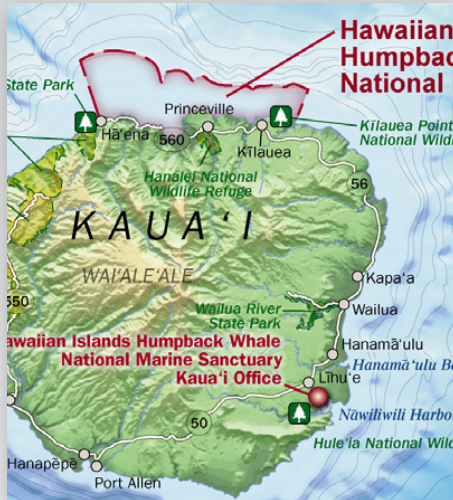 Hawaiian
Humpbac
National
State Park
Princeville
Hā‘ena
560
Kīlauea
Kīlauea Point
National Wildl
Hanalei National
Wildlife Refuge
56
KAUA‘I
WAI‘ALE‘ALE
Kapa‘a
550
Wailua River
State Park
Wailua
awaiian Islands Humpback Whale
National Marine Sanctuary
Kaua‘i Office
Hanamā‘ulu
Hanamā‘ulu Ba
Līhu‘e
50
Nāwiliwili Harbo
Hule‘ia National Wild
Hanapēpē
Port Allen